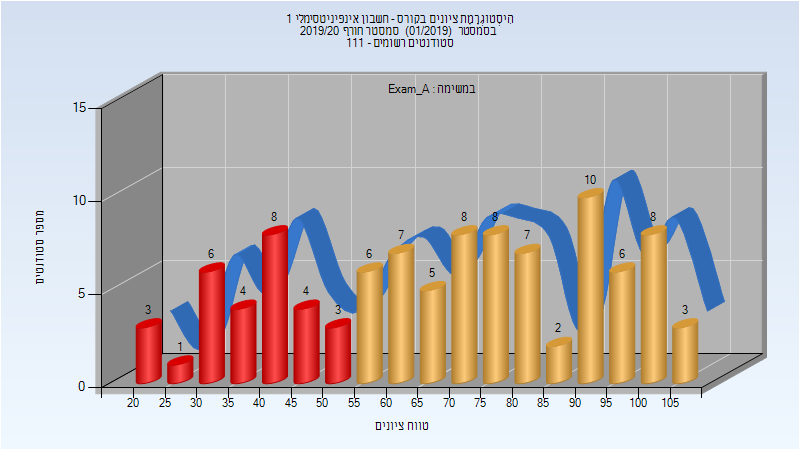 הִיסְטוֹגְרָמַת ציונים בקורס - חשבון אינפיניטסימלי 1
בסמסטר (01/2019) סמסטר חורף 2019/20
סטודנטים רשומים - 111
במשימה : Exam_A
מספר סטודנטים
15
10
5
0
3 1 6 4 8 4 3 6 7 5 8 8 7 2 10 6 8 3
20 25 30 35 40 45 50 55 60 65 70 75 80 85 90 95 100 105
טווח ציונים